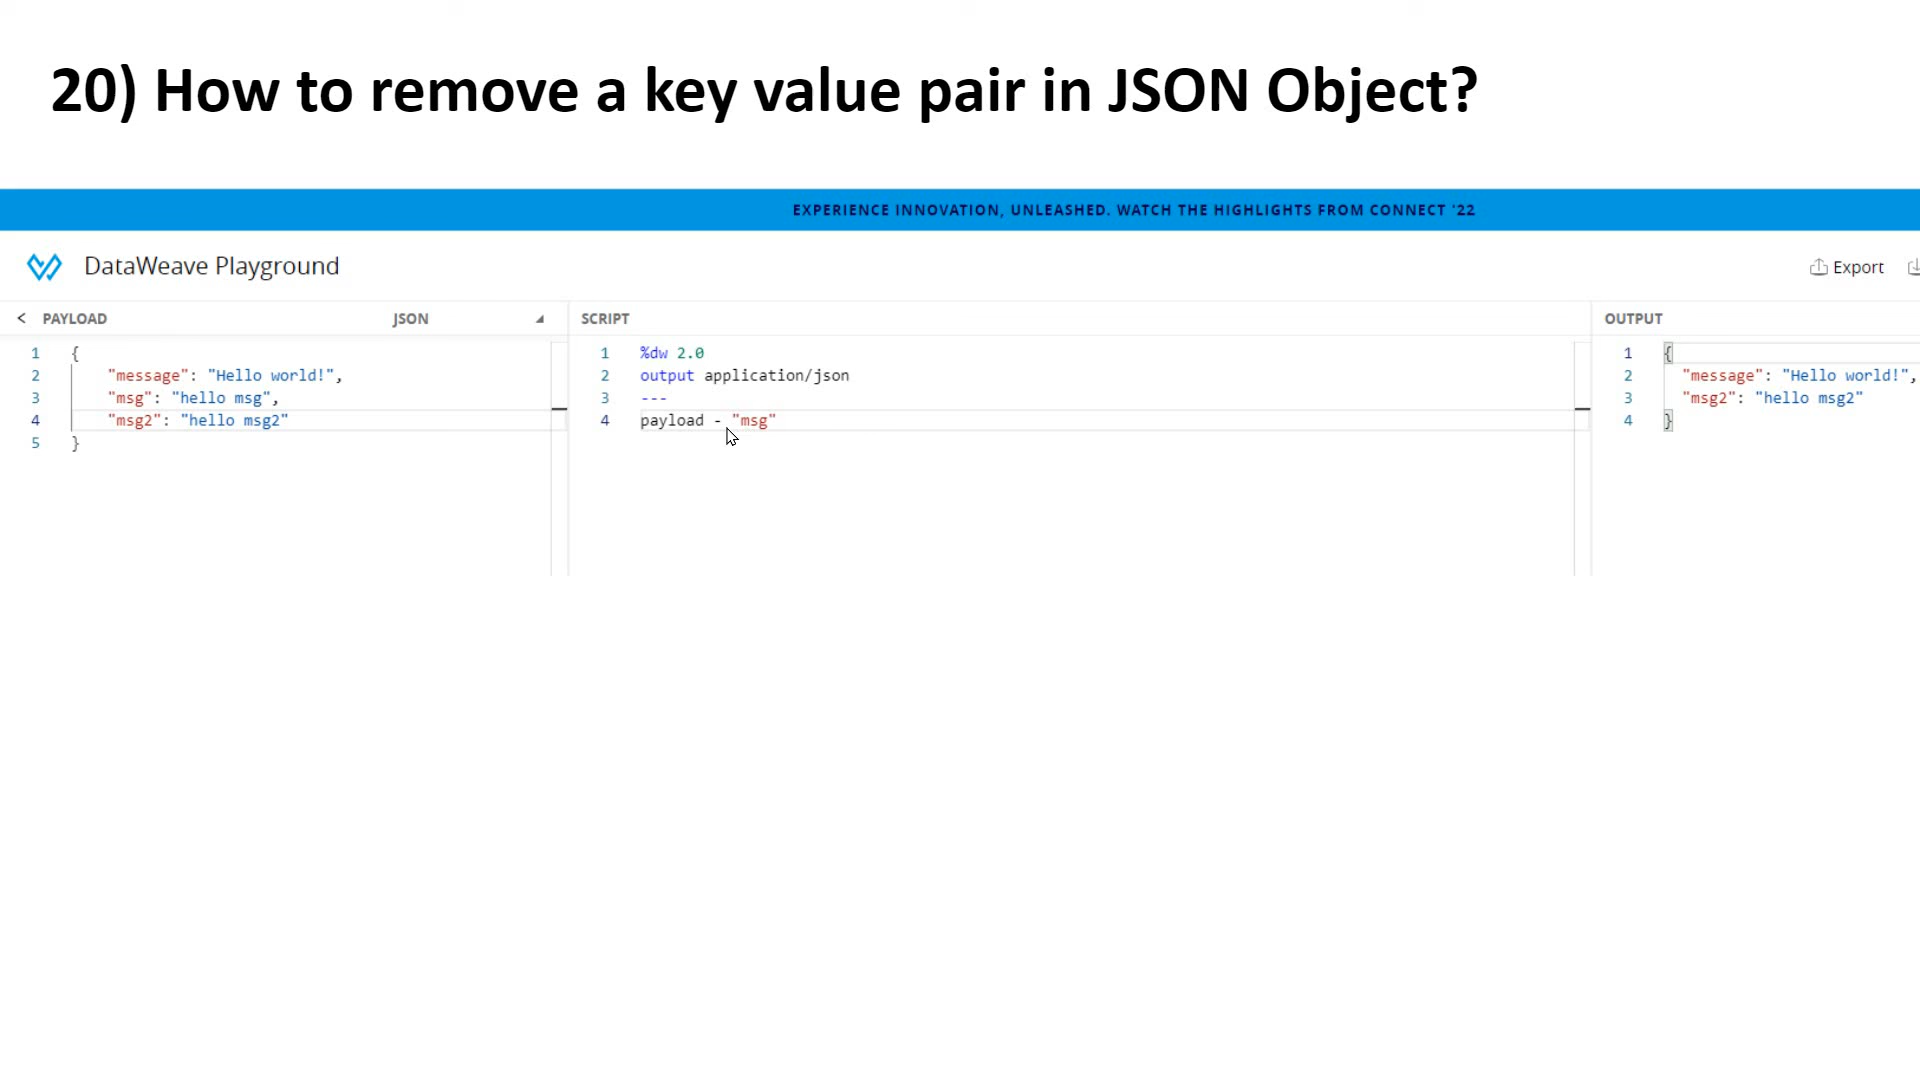 20) How to remove a key value pair in JSON Object?
EXPERIENCE INNOVATION, UNLEASHED. WATCH THE HIGHLIGHTS FROM CONNECT '22
DataWeave Playground
Export
< PAYLOAD JSON
1 {
2 "message": "Hello world!",
3 "msg": "hello msg",
4 "msg2": "hello msg2"
5 }
SCRIPT
1 %dw 2.0
2 output application/json
3 ---
4 payload - "msg"
OUTPUT
1 {
2 "message": "Hello world!",
3 "msg2": "hello msg2"
4 }